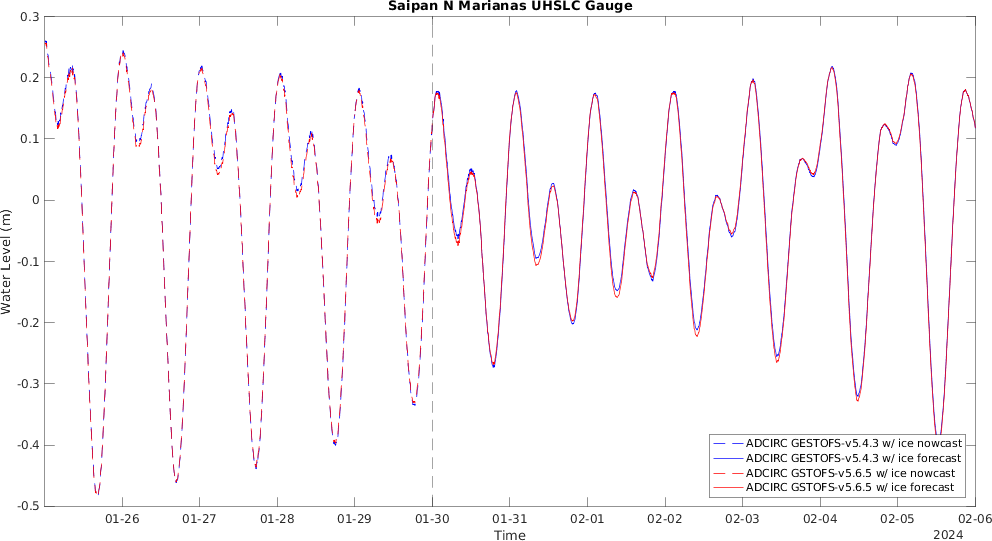 Saipan N Marianas UHSLC Gauge
Water Level (m)
0.3
0.2
0.1
0
-0.1
-0.2
-0.3
-0.4
-0.5
ADCIRC GESTOFS-v5.4.3 w/ ice nowcast
ADCIRC GESTOFS-v5.4.3 w/ ice forecast
ADCIRC GSTOFS-v5.6.5 w/ ice nowcast
ADCIRC GSTOFS-v5.6.5 w/ ice forecast
01-26 01-27 01-28 01-29 01-30 01-31 02-01 02-02 02-03 02-04 02-05 02-06
Time
2024